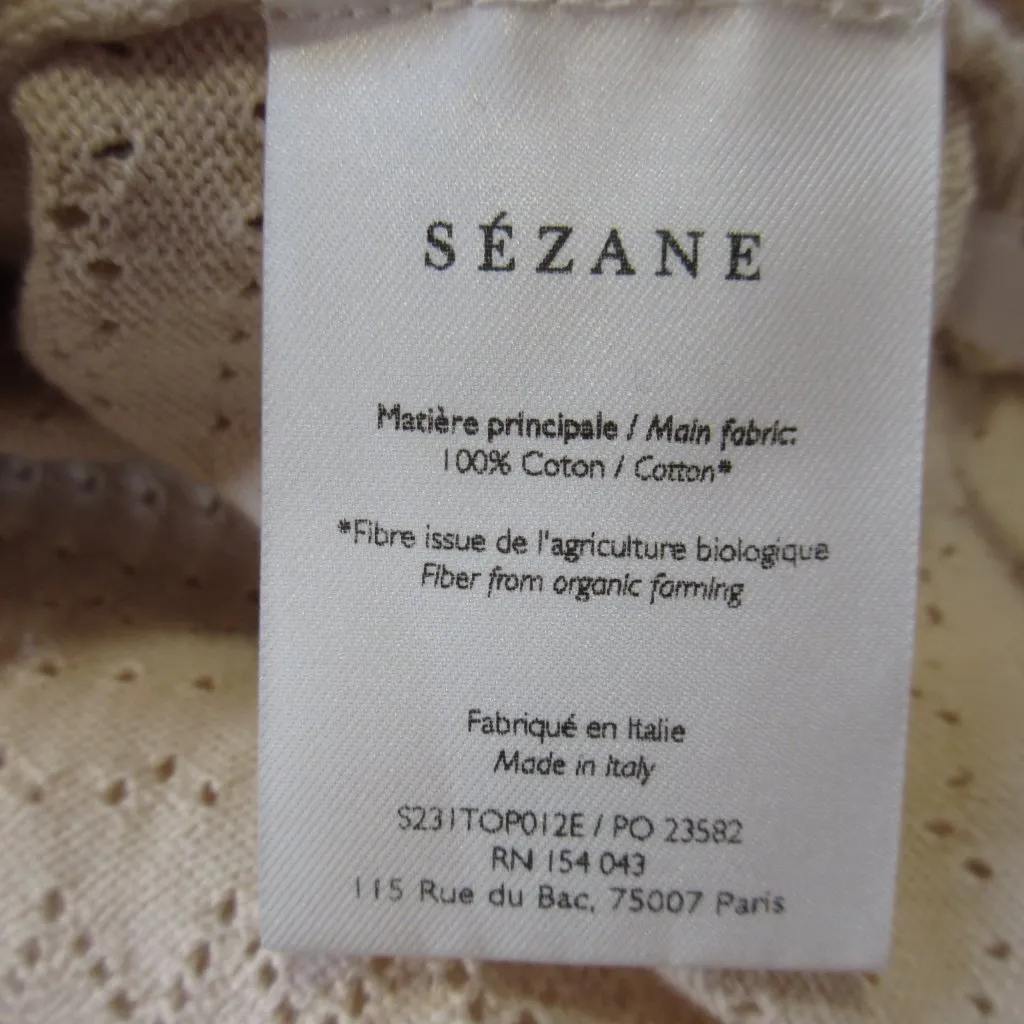 SÉZANE
Matière principale / Main fabric:
100% Coton / Cotton*
*Fibre issue de l'agriculture biologique
Fiber from organic farming
Fabriqué en Italie
Made in Italy
S231TOP012E / PO 23582
RN 154 043
115 Rue du Bac, 75007 Paris